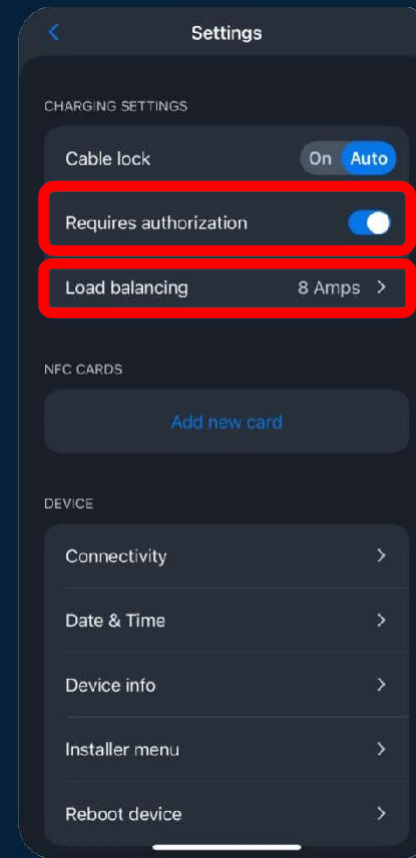 Settings
CHARGING SETTINGS
Cable lock On Auto
Requires authorization
Load balancing 8 Amps >
NFC CARDS
Add new card
DEVICE
Connectivity >
Date & Time >
Device info >
Installer menu >
Reboot device >